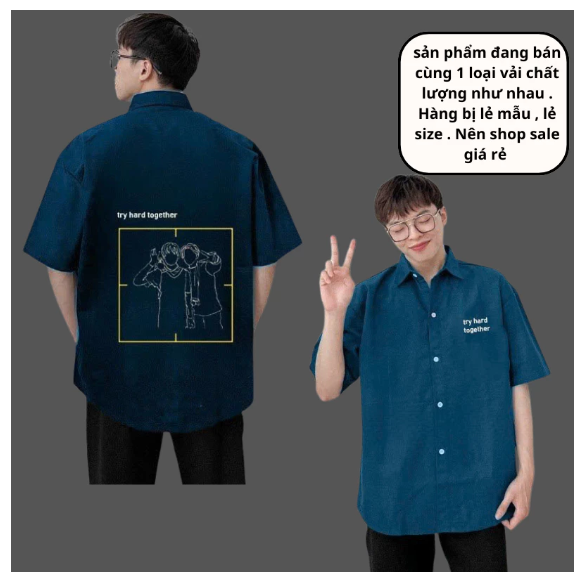 sản phẩm đang bán
cùng 1 loại vải chất
lượng như nhau .
Hàng bị lẻ mẫu , lẻ
size . Nên shop sale
giá rẻ
try hard together
try hard
together